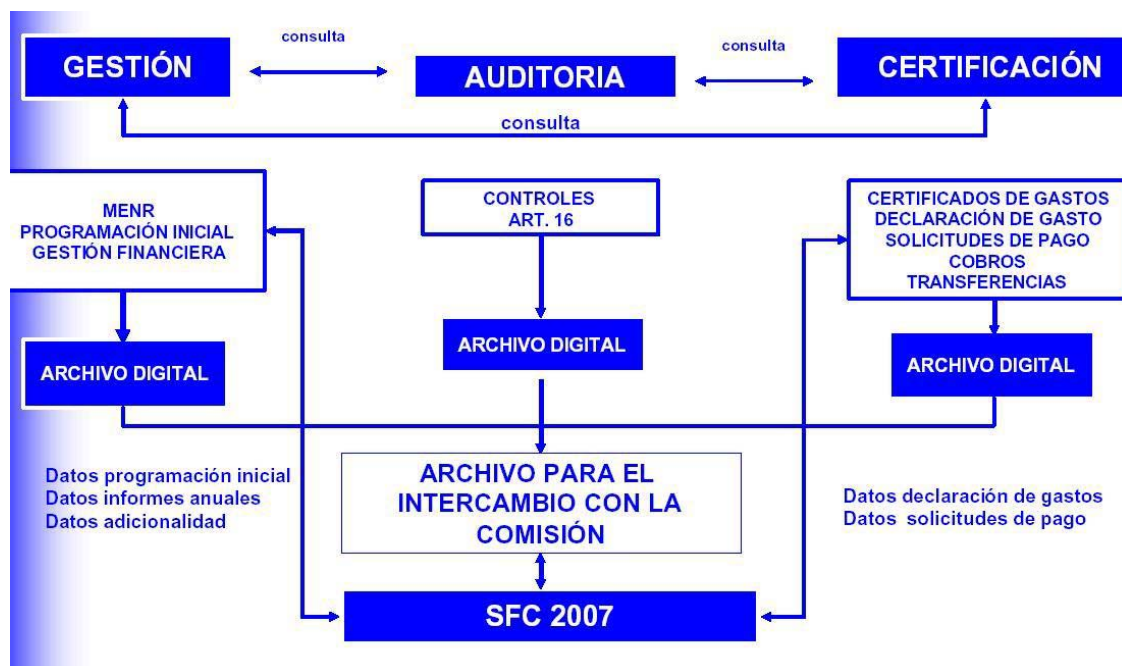 consulta
consulta
GESTIÓN
AUDITORIA
CERTIFICACIÓN
consulta
MENR
PROGRAMACIÓN INICIAL
GESTIÓN FINANCIERA
CONTROLES
ART. 16
CERTIFICADOS DE GASTOS
DECLARACIÓN DE GASTO
SOLICITUDES DE PAGO
COBROS
TRANSFERENCIAS
ARCHIVO DIGITAL
ARCHIVO DIGITAL
ARCHIVO DIGITAL
Datos programación inicial
Datos informes anuales
Datos adicionalidad
ARCHIVO PARA EL
INTERCAMBIO CON LA
COMISIÓN
Datos declaración de gastos
Datos solicitudes de pago
SFC 2007